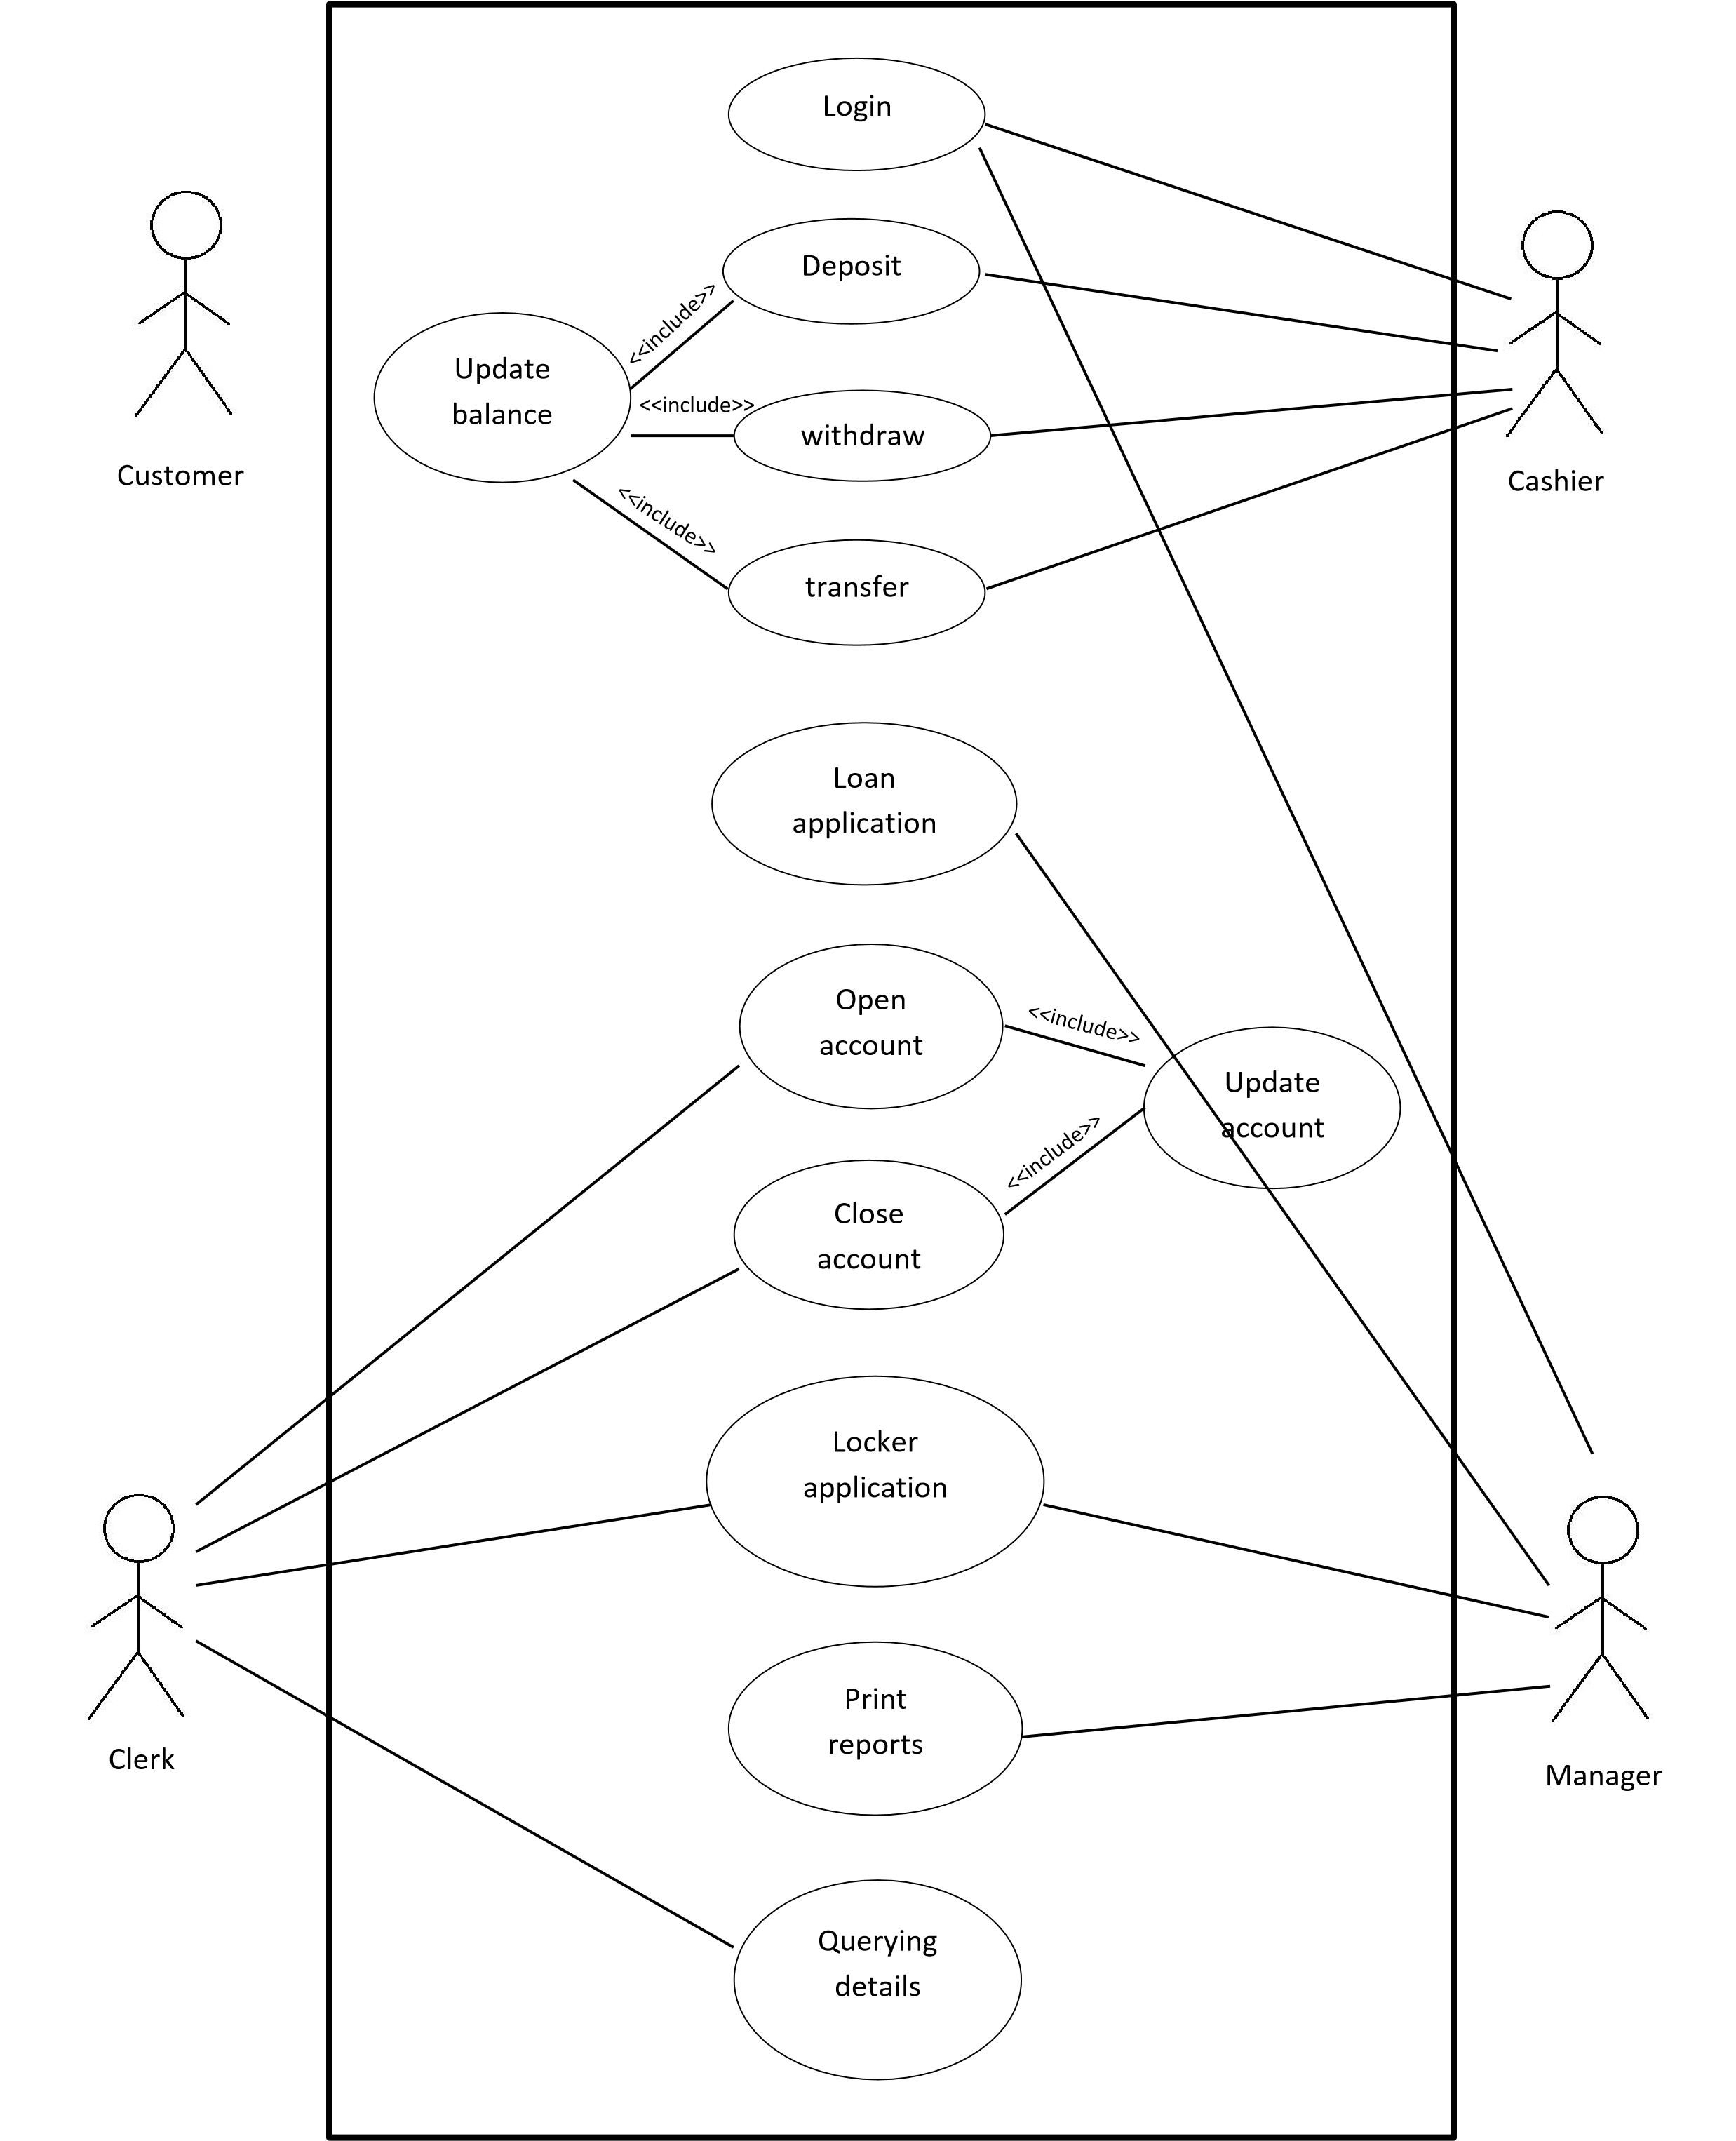 Login
Deposit
<<include>>
Update
balance
<<include>>
withdraw
<<include>>
transfer
Customer
Cashier
Loan
application
Open
account
<<include>>
Update
account
<<include>>
Close
account
Locker
application
Print
reports
Clerk
Manager
Querying
details